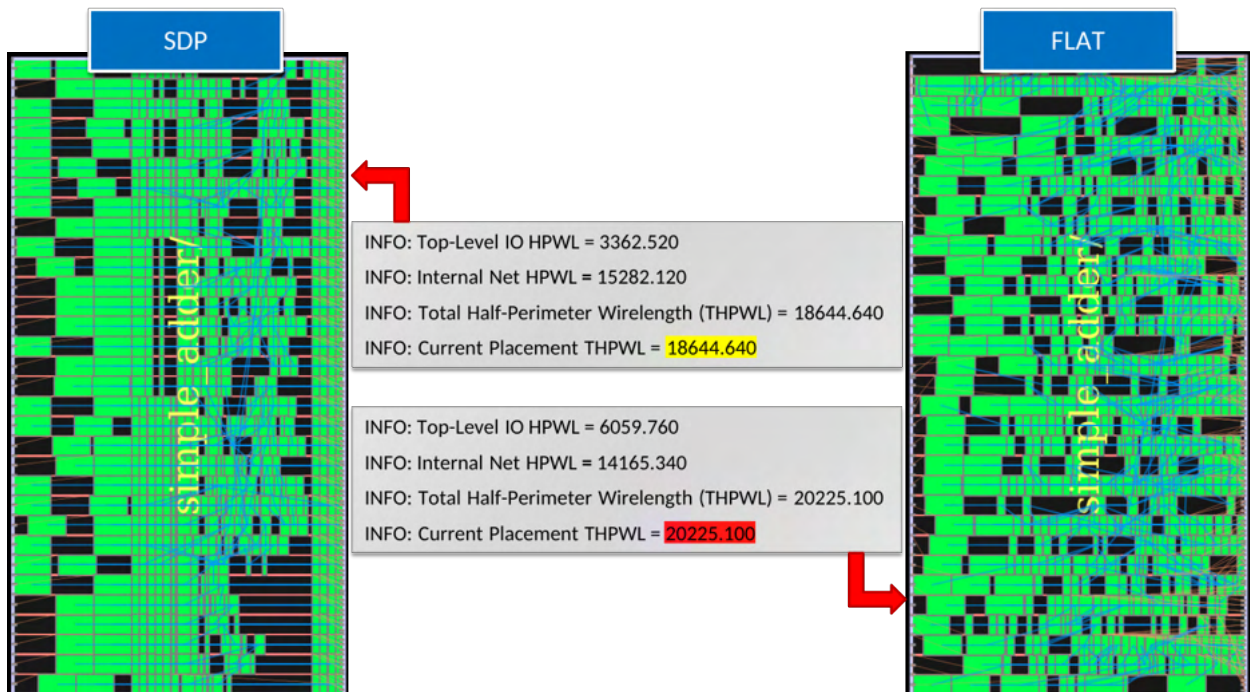 SDP
FLAT
simple_adder/
INFO: Top-Level IO HPWL = 3362.520
INFO: Internal Net HPWL = 15282.120
INFO: Total Half-Perimeter Wirelength (THPWL) = 18644.640
INFO: Current Placement THPWL = 18644.640
INFO: Top-Level IO HPWL = 6059.760
INFO: Internal Net HPWL = 14165.340
INFO: Total Half-Perimeter Wirelength (THPWL) = 20225.100
INFO: Current Placement THPWL = 20225.100
simple_adder/